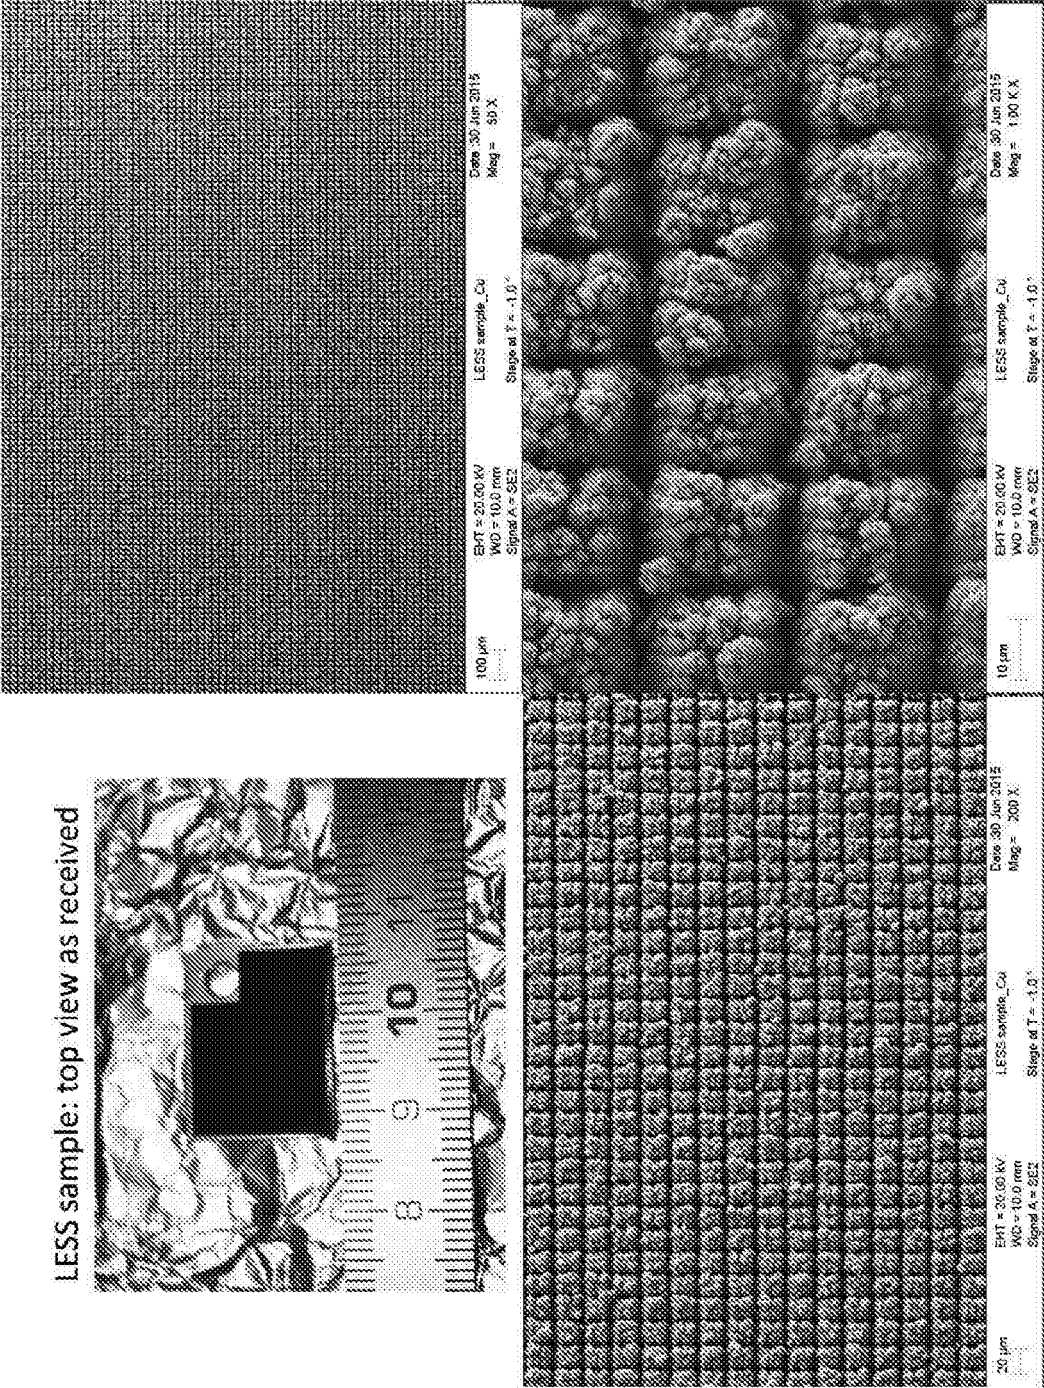 LESS sample: top view as received
8
9
10
11
100 µm
EHT = 20.00 kV
WD = 10.0 mm
Signal A = SE2
LESS sample_Cu
Stage at T = -1.0 °
Date :30 Jun 2015
Mag = 50 X
20 µm
EHT = 20.00 kV
WD = 10.0 mm
Signal A = SE2
LESS sample_Cu
Stage at T = -1.0 °
Date :30 Jun 2015
Mag = 200 X
10 µm
EHT = 20.00 kV
WD = 10.0 mm
Signal A = SE2
LESS sample_Cu
Stage at T = -1.0 °
Date :30 Jun 2015
Mag = 1.00 K X